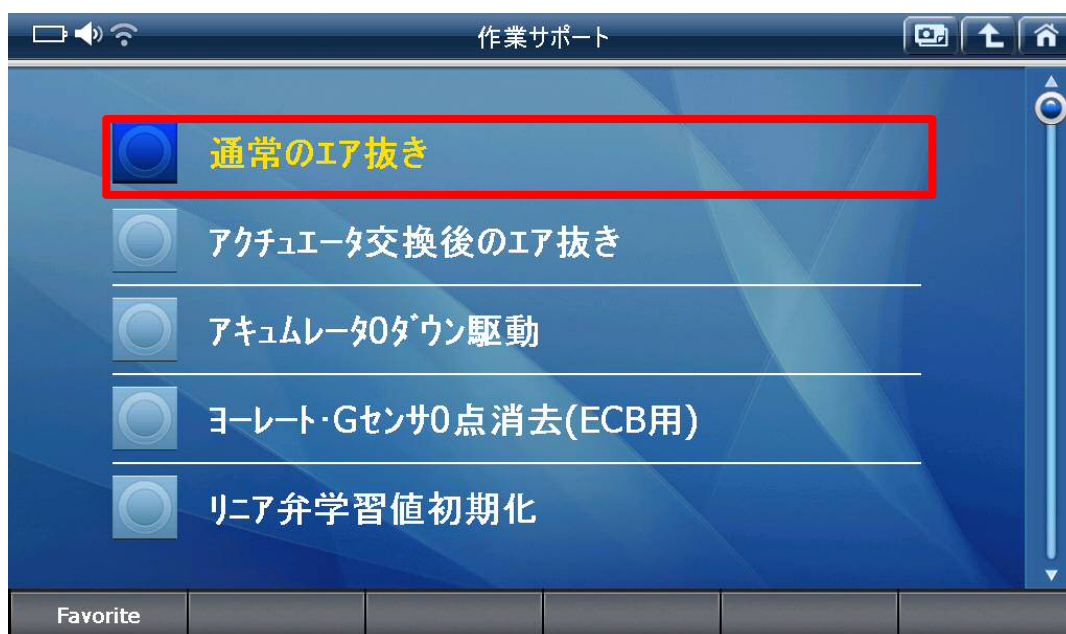 作業サポート
通常のｴｱ抜き
ｱｸﾁｭｴｰﾀ交換後のｴｱ抜き
ｱｷｭﾑﾚｰﾀ0ﾀﾞｳﾝ駆動
ﾖｰﾚｰﾄ･Gｾﾝｻ0点消去(ECB用)
ﾘﾆｱ弁学習値初期化
Favorite